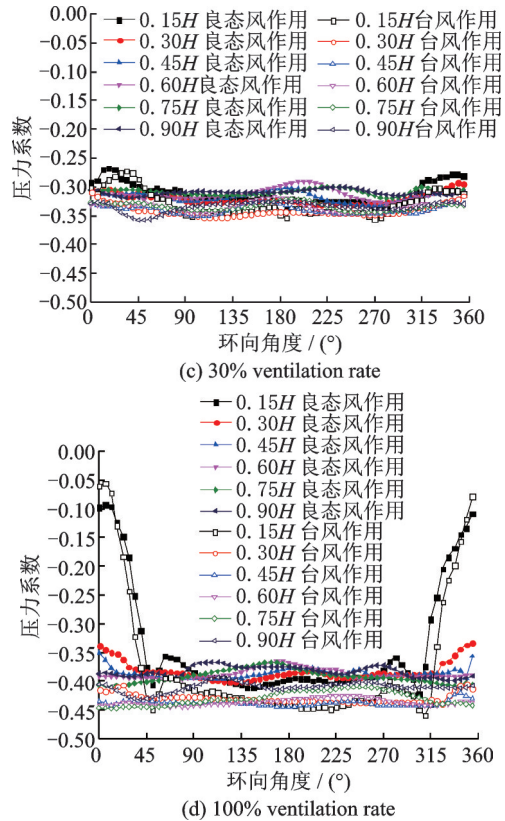 0.00
-0.05
-0.10
-0.15
-0.20
-0.25
-0.30
-0.35
-0.40
-0.45
-0.50
压力系数
0.15H 良态风作用 0.15H台风作用
0.30H 良态风作用 0.30H 台风作用
0.45H 良态风作用 0.45H 台风作用
0.60H良态风作用 0.60H 台风作用
0.75H 良态风作用 0.75H 台风作用
0.90H 良态风作用 0.90H台风作用
0 45 90 135 180 225 270 315 360
环向角度 / (°)
(c) 30% ventilation rate
0.15H 良态风作用
0.30H 良态风作用
0.45H 良态风作用
0.60H 良态风作用
0.75H 良态风作用
0.90H 良态风作用
0.15H 台风作用
0.30H 台风作用
0.45H 台风作用
0.60H 台风作用
0.75H 台风作用
0.90H 台风作用
0.00
-0.05
-0.10
-0.15
-0.20
-0.25
-0.30
-0.35
-0.40
-0.45
-0.50
压力系数
0 45 90 135 180 225 270 315 360
环向角度 / (°)
(d) 100% ventilation rate